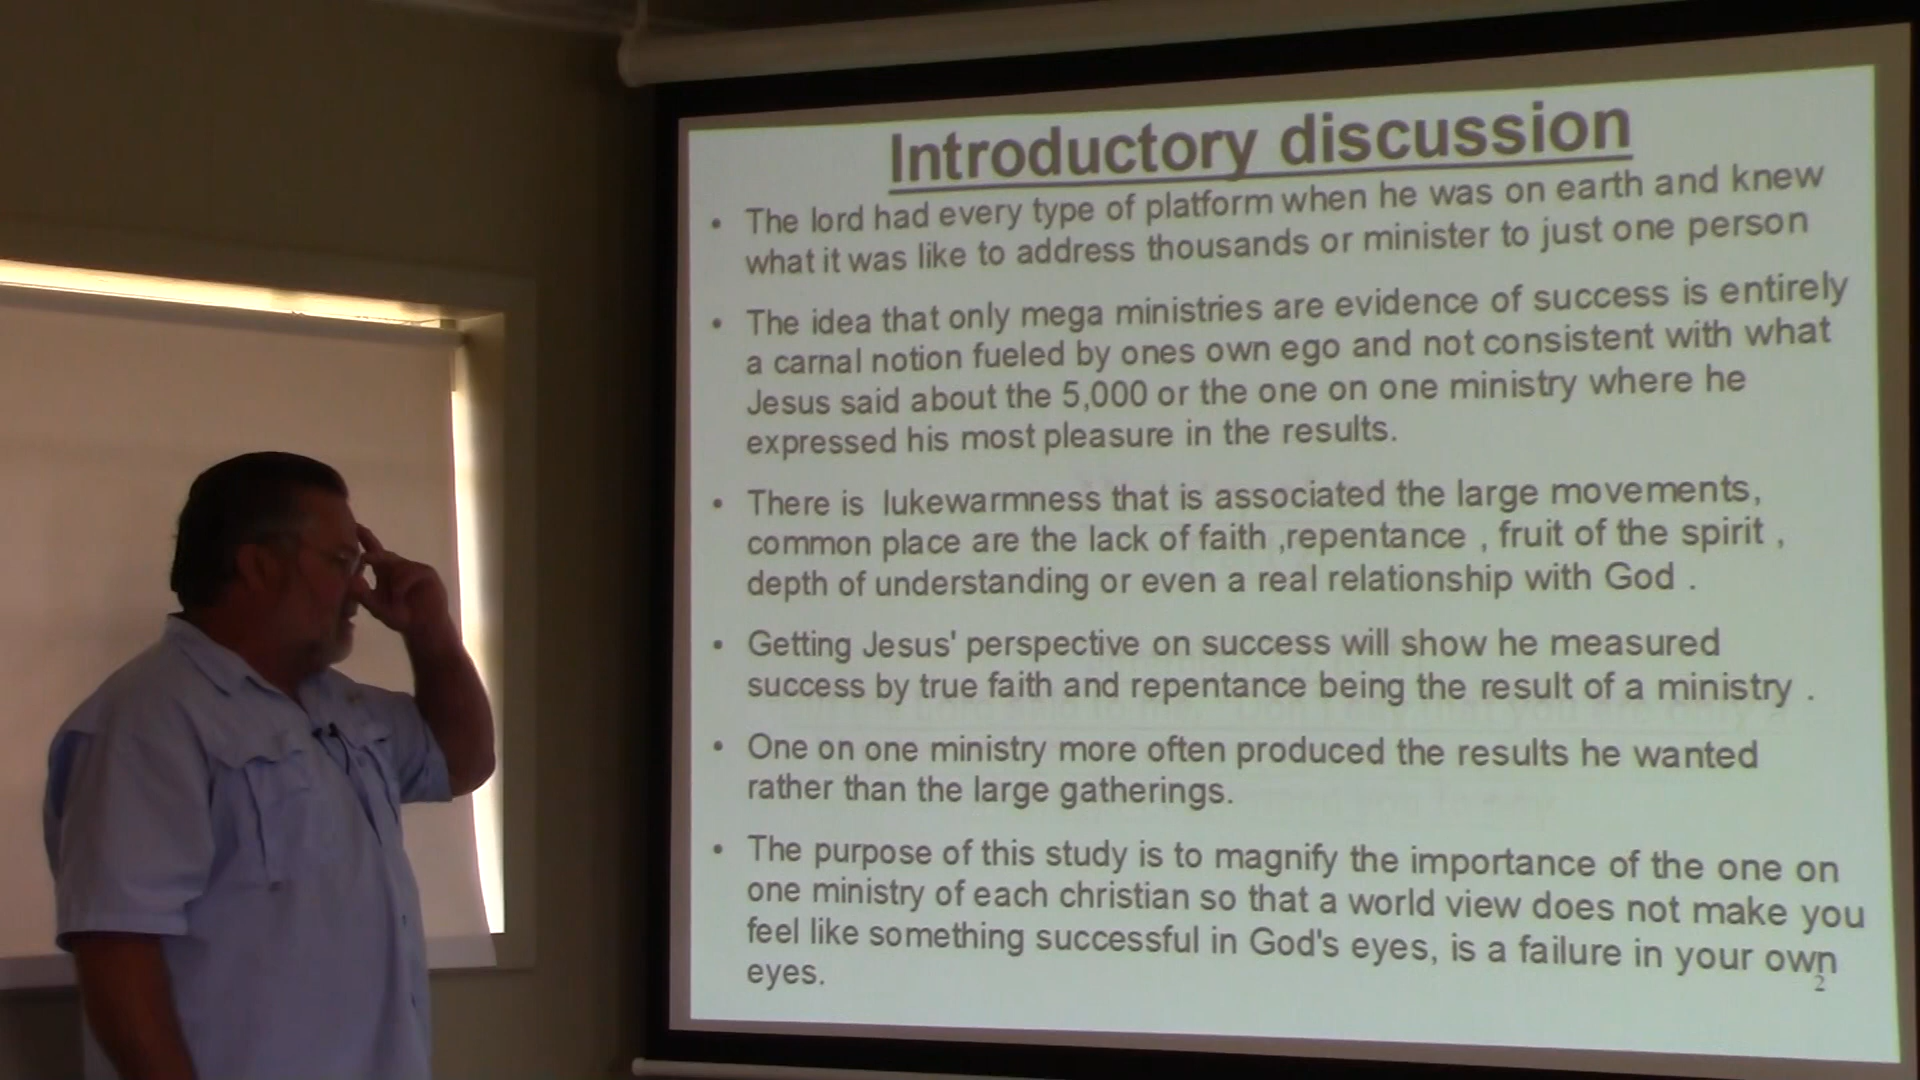 Introductory discussion
• The lord had every type of platform when he was on earth and knew
what it was like to address thousands or minister to just one person
• The idea that only mega ministries are evidence of success is entirely
a carnal notion fueled by ones own ego and not consistent with what
Jesus said about the 5,000 or the one on one ministry where he
expressed his most pleasure in the results.
• There is lukewarmness that is associated the large movements,
common place are the lack of faith ,repentance , fruit of the spirit ,
depth of understanding or even a real relationship with God .
• Getting Jesus' perspective on success will show he measured
success by true faith and repentance being the result of a ministry .
• One on one ministry more often produced the results he wanted
rather than the large gatherings.
• The purpose of this study is to magnify the importance of the one on
one ministry of each christian so that a world view does not make you
feel like something successful in God's eyes, is a failure in your own
eyes.
2